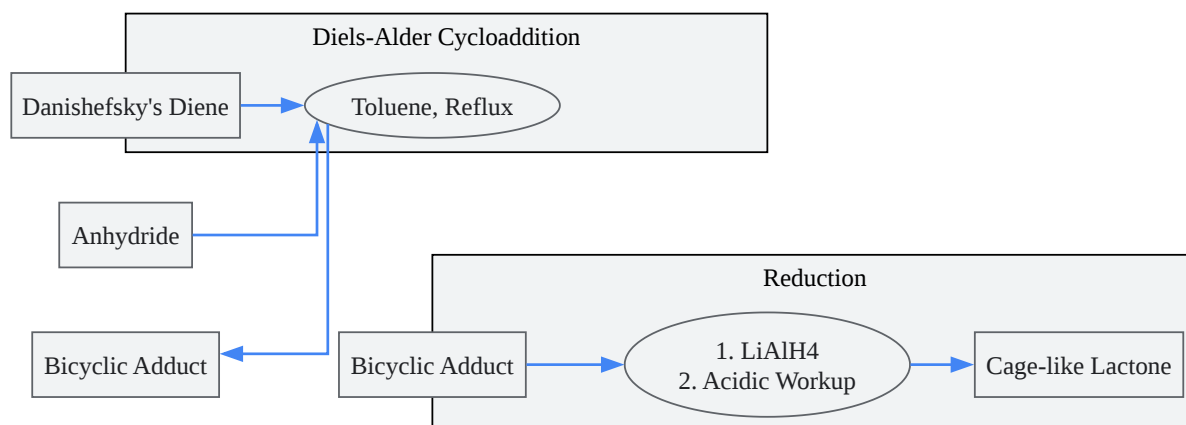 Diels-Alder Cycloaddition
Danishefsky's Diene
Toluene, Reflux
Anhydride
Bicyclic Adduct
Reduction
Bicyclic Adduct
1. LiAlH4
2. Acidic Workup
Cage-like Lactone